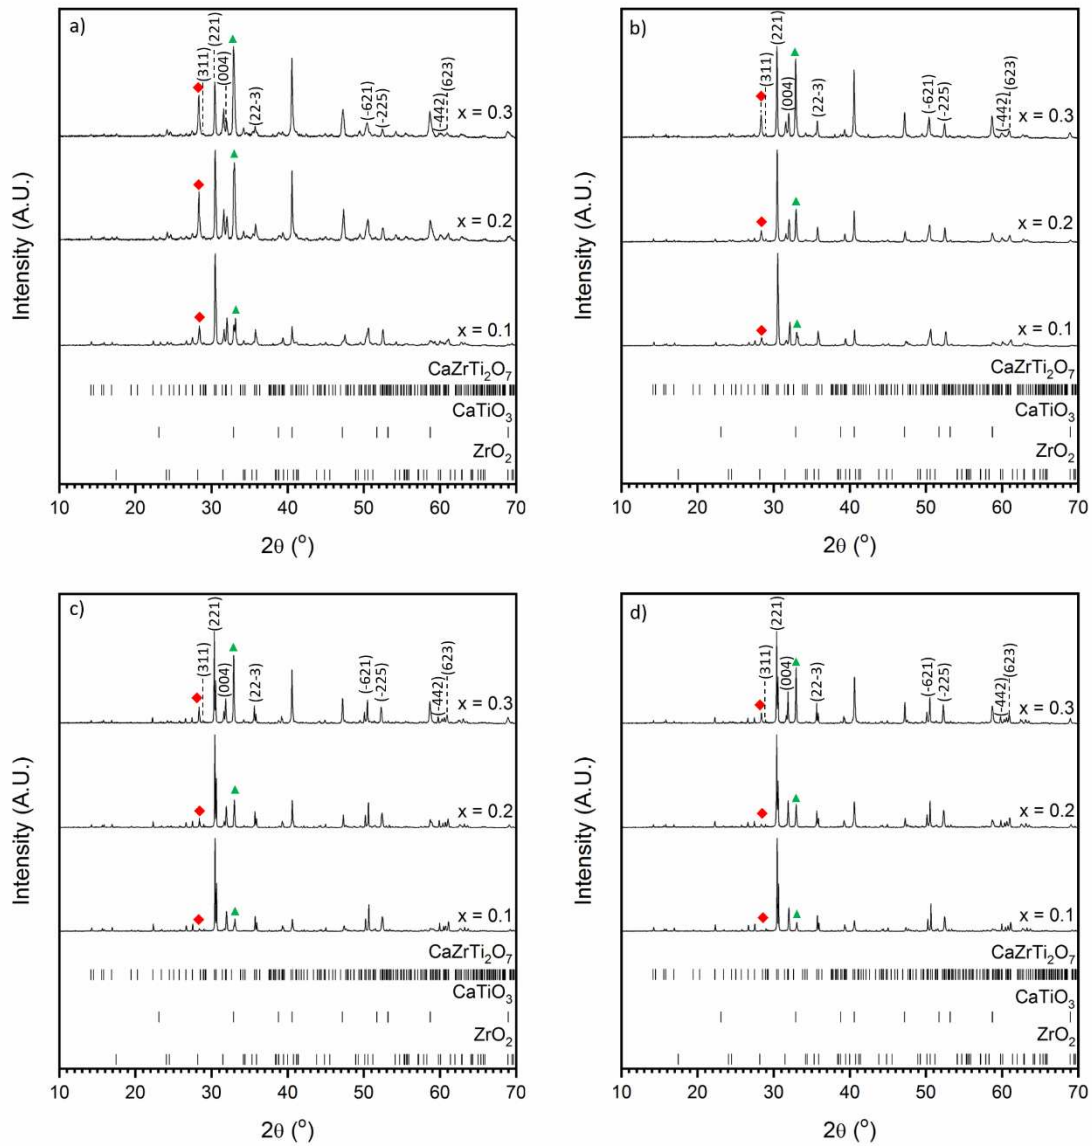 a)
(311)
(221)
(004)
(22-3)
(-621)
(-225)
(-442)
(623)
x = 0.3
x = 0.2
x = 0.1
CaZrTi₂O₇
CaTiO₃
ZrO₂
Intensity (A.U.)
10 20 30 40 50 60 70
2θ (°)
b)
(221)
(311)
(004)
(22-3)
(-621)
(-225)
(-442)
(623)
x = 0.3
x = 0.2
x = 0.1
CaZrTi₂O₇
CaTiO₃
ZrO₂
Intensity (A.U.)
10 20 30 40 50 60 70
2θ (°)
c)
(311)
(221)
(004)
(22-3)
(-621)
(-225)
(-442)
(623)
x = 0.3
x = 0.2
x = 0.1
CaZrTi₂O₇
CaTiO₃
ZrO₂
Intensity (A.U.)
10 20 30 40 50 60 70
2θ (°)
d)
(311)
(221)
(004)
(22-3)
(-621)
(-225)
(-442)
(623)
x = 0.3
x = 0.2
x = 0.1
CaZrTi₂O₇
CaTiO₃
ZrO₂
Intensity (A.U.)
10 20 30 40 50 60 70
2θ (°)